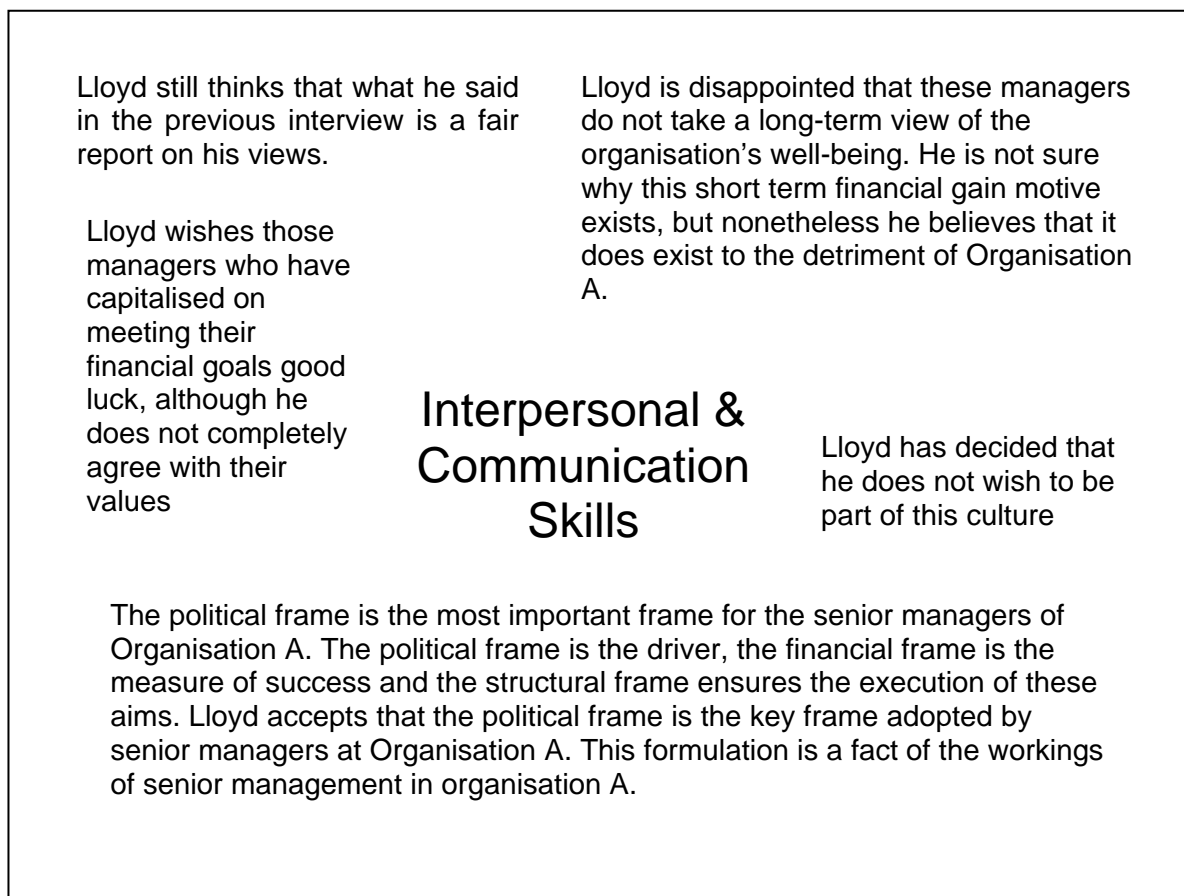 Lloyd still thinks that what he said
in the previous interview is a fair
report on his views.
Lloyd is disappointed that these managers
do not take a long-term view of the
organisation's well-being. He is not sure
why this short term financial gain motive
exists, but nonetheless he believes that it
does exist to the detriment of Organisation
A.
Lloyd wishes those
managers who have
capitalised on
meeting their
financial goals good
luck, although he
does not completely
agree with their
values
Interpersonal &
Communication
Skills
Lloyd has decided that
he does not wish to be
part of this culture
The political frame is the most important frame for the senior managers of
Organisation A. The political frame is the driver, the financial frame is the
measure of success and the structural frame ensures the execution of these
aims. Lloyd accepts that the political frame is the key frame adopted by
senior managers at Organisation A. This formulation is a fact of the workings
of senior management in organisation A.